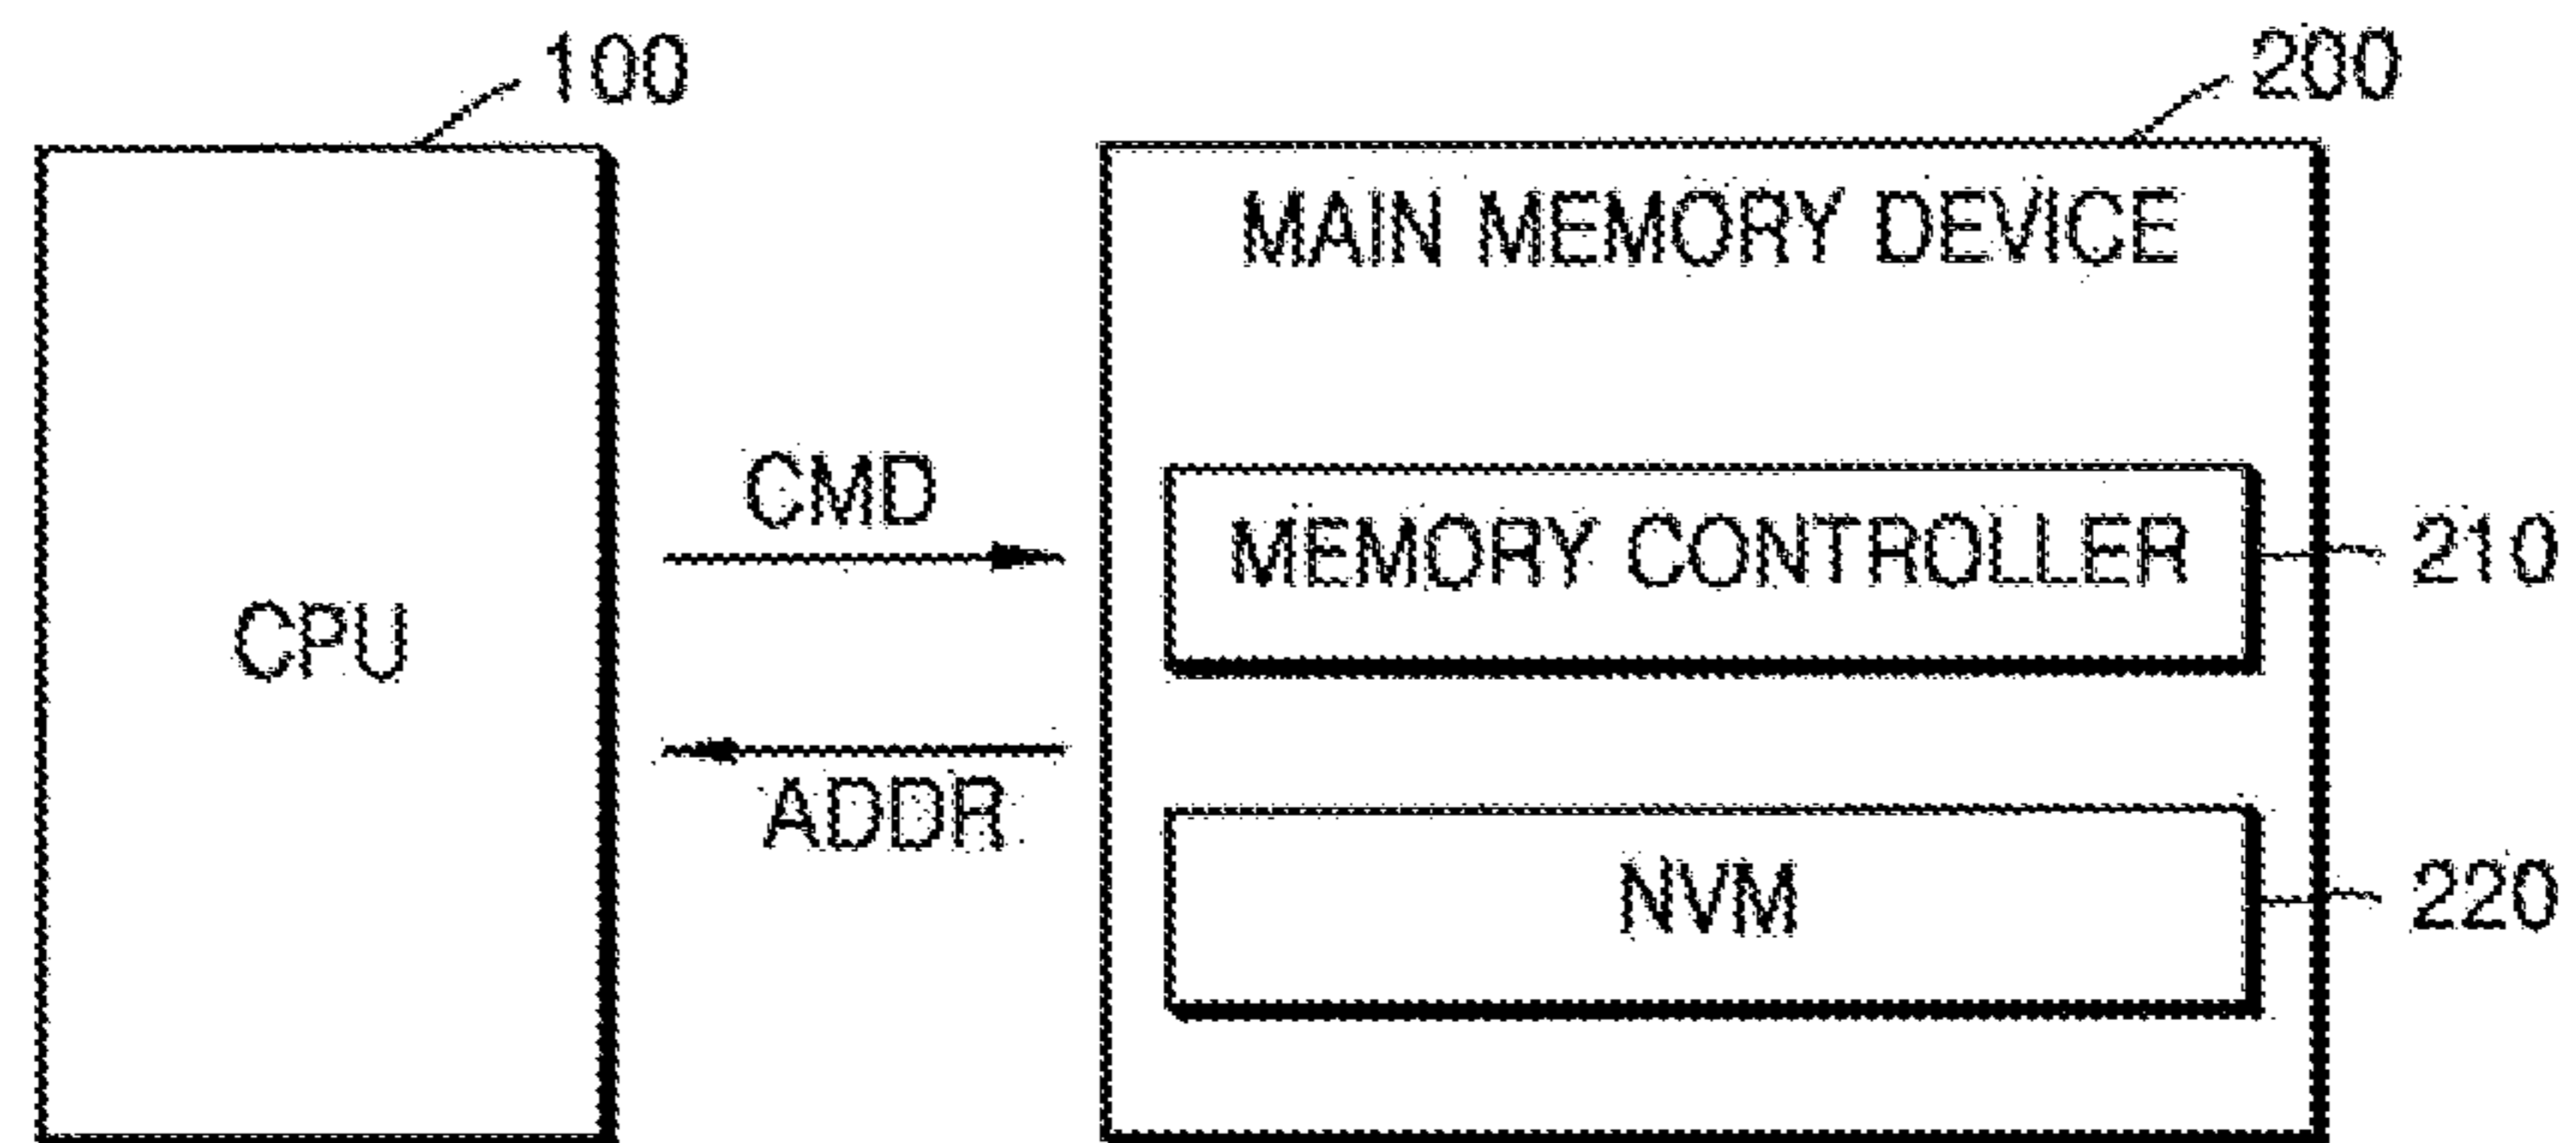 100
200
MAIN MEMORY DEVICE
CMD
MEMORY CONTROLLER
210
CPU
ADDR
NVM
220